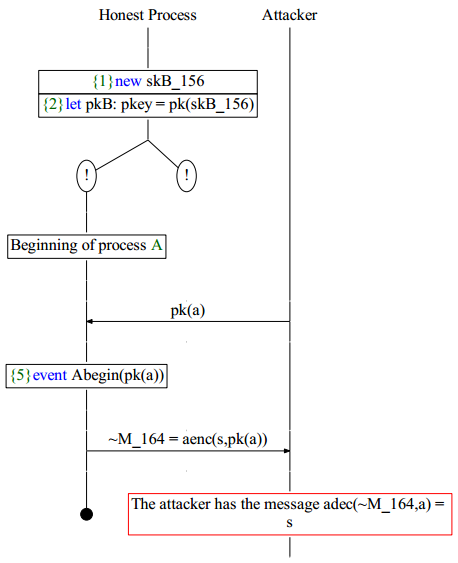 Honest Process
Attacker
{1}new skB_156
{2}let pkB: pkey = pk(skB_156)
!
!
Beginning of process A
pk(a)
{5}event Abegin(pk(a))
~M_164 = aenc(s,pk(a))
The attacker has the message adec(~M_164,a) =
s